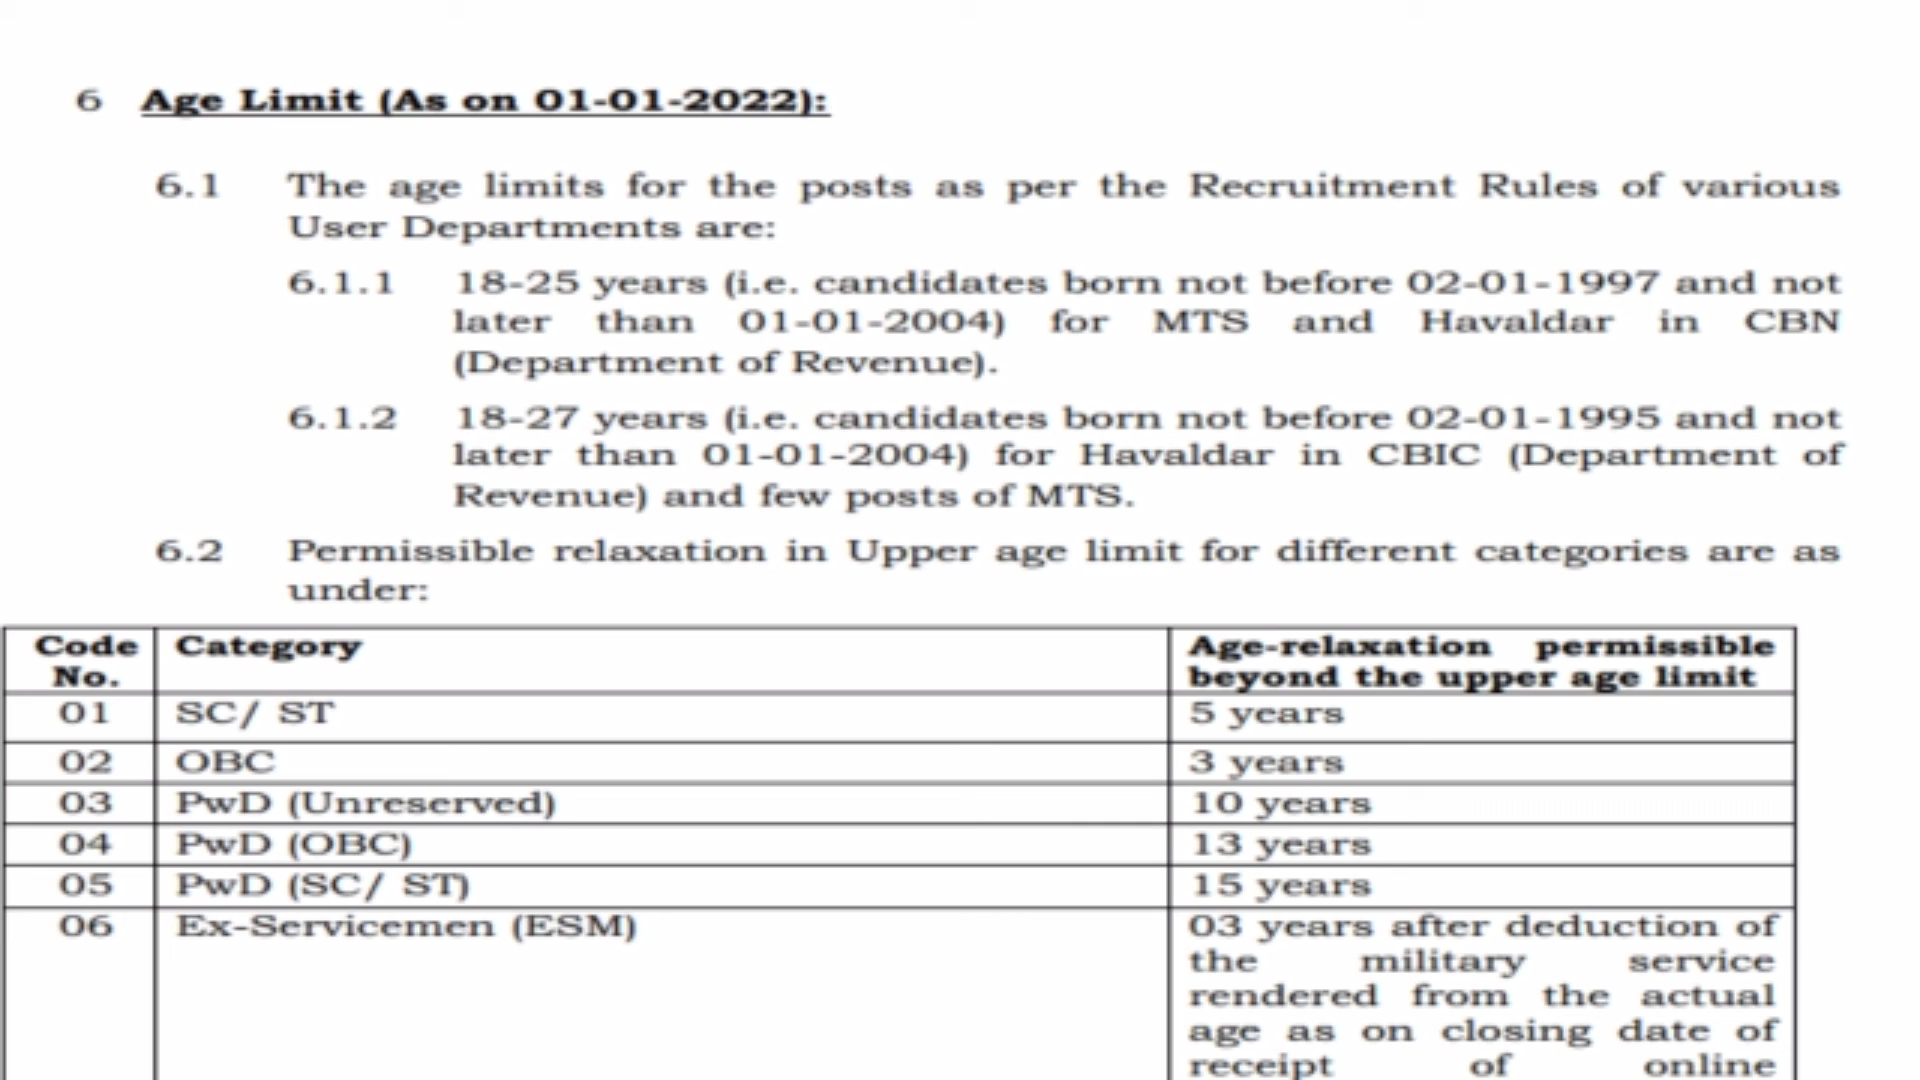 6 Age Limit (As on 01-01-2022):
6.1 The age limits for the posts as per the Recruitment Rules of various
User Departments are:
6.1.1 18-25 years (i.e. candidates born not before 02-01-1997 and not
later than 01-01-2004) for MTS and Havaldar in CBN
(Department of Revenue).
6.1.2 18-27 years (i.e. candidates born not before 02-01-1995 and not
later than 01-01-2004) for Havaldar in CBIC (Department of
Revenue) and few posts of MTS.
6.2 Permissible relaxation in Upper age limit for different categories are as
under:
Code Category Age-relaxation permissible
No. beyond the upper age limit
01 SC/ ST 5 years
02 OBC 3 years
03 PwD (Unreserved) 10 years
04 PwD (OBC) 13 years
05 PwD (SC/ ST) 15 years
06 Ex-Servicemen (ESM) 03 years after deduction of
the military service
rendered from the actual
age as on closing date of
receipt of online